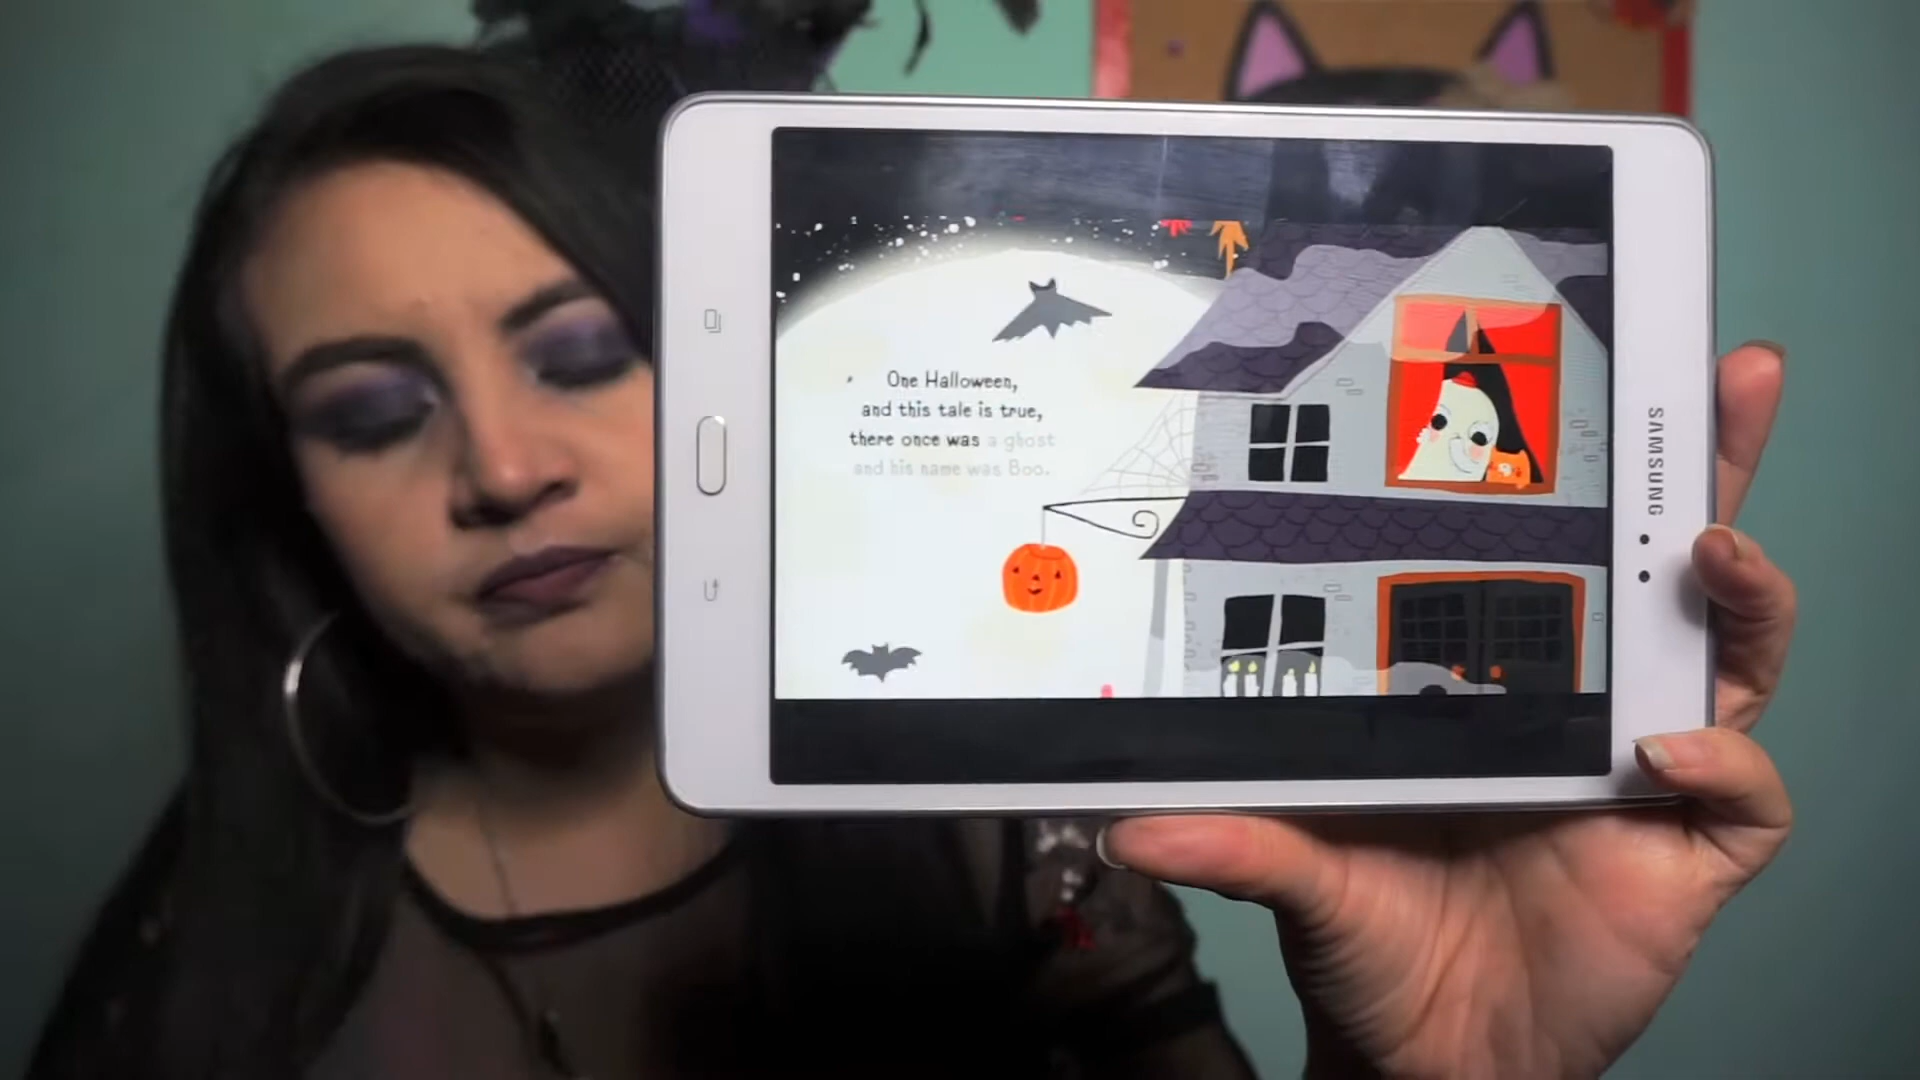 One Halloween,
and this tale is true,
there once was a ghost
and his name was Boo.
SAMSUNG